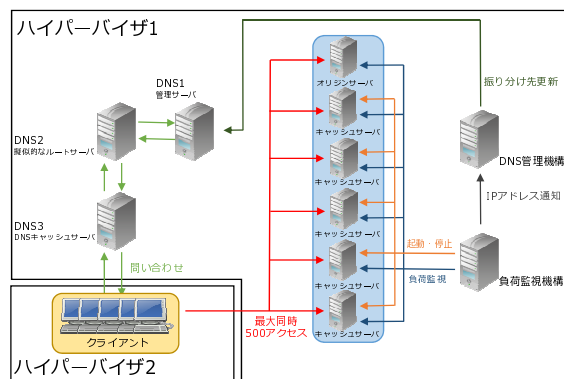 ハイパーバイザ1
DNS1
管理サーバ
DNS2
擬似的なルートサーバ
DNS3
DNSキャッシュサーバ
問い合わせ
クライアント
ハイパーバイザ2
最大同時
500アクセス
オリジンサーバ
キャッシュサーバ
キャッシュサーバ
キャッシュサーバ
キャッシュサーバ
キャッシュサーバ
振り分け先更新
DNS管理機構
IPアドレス通知
起動・停止
負荷監視
負荷監視機構